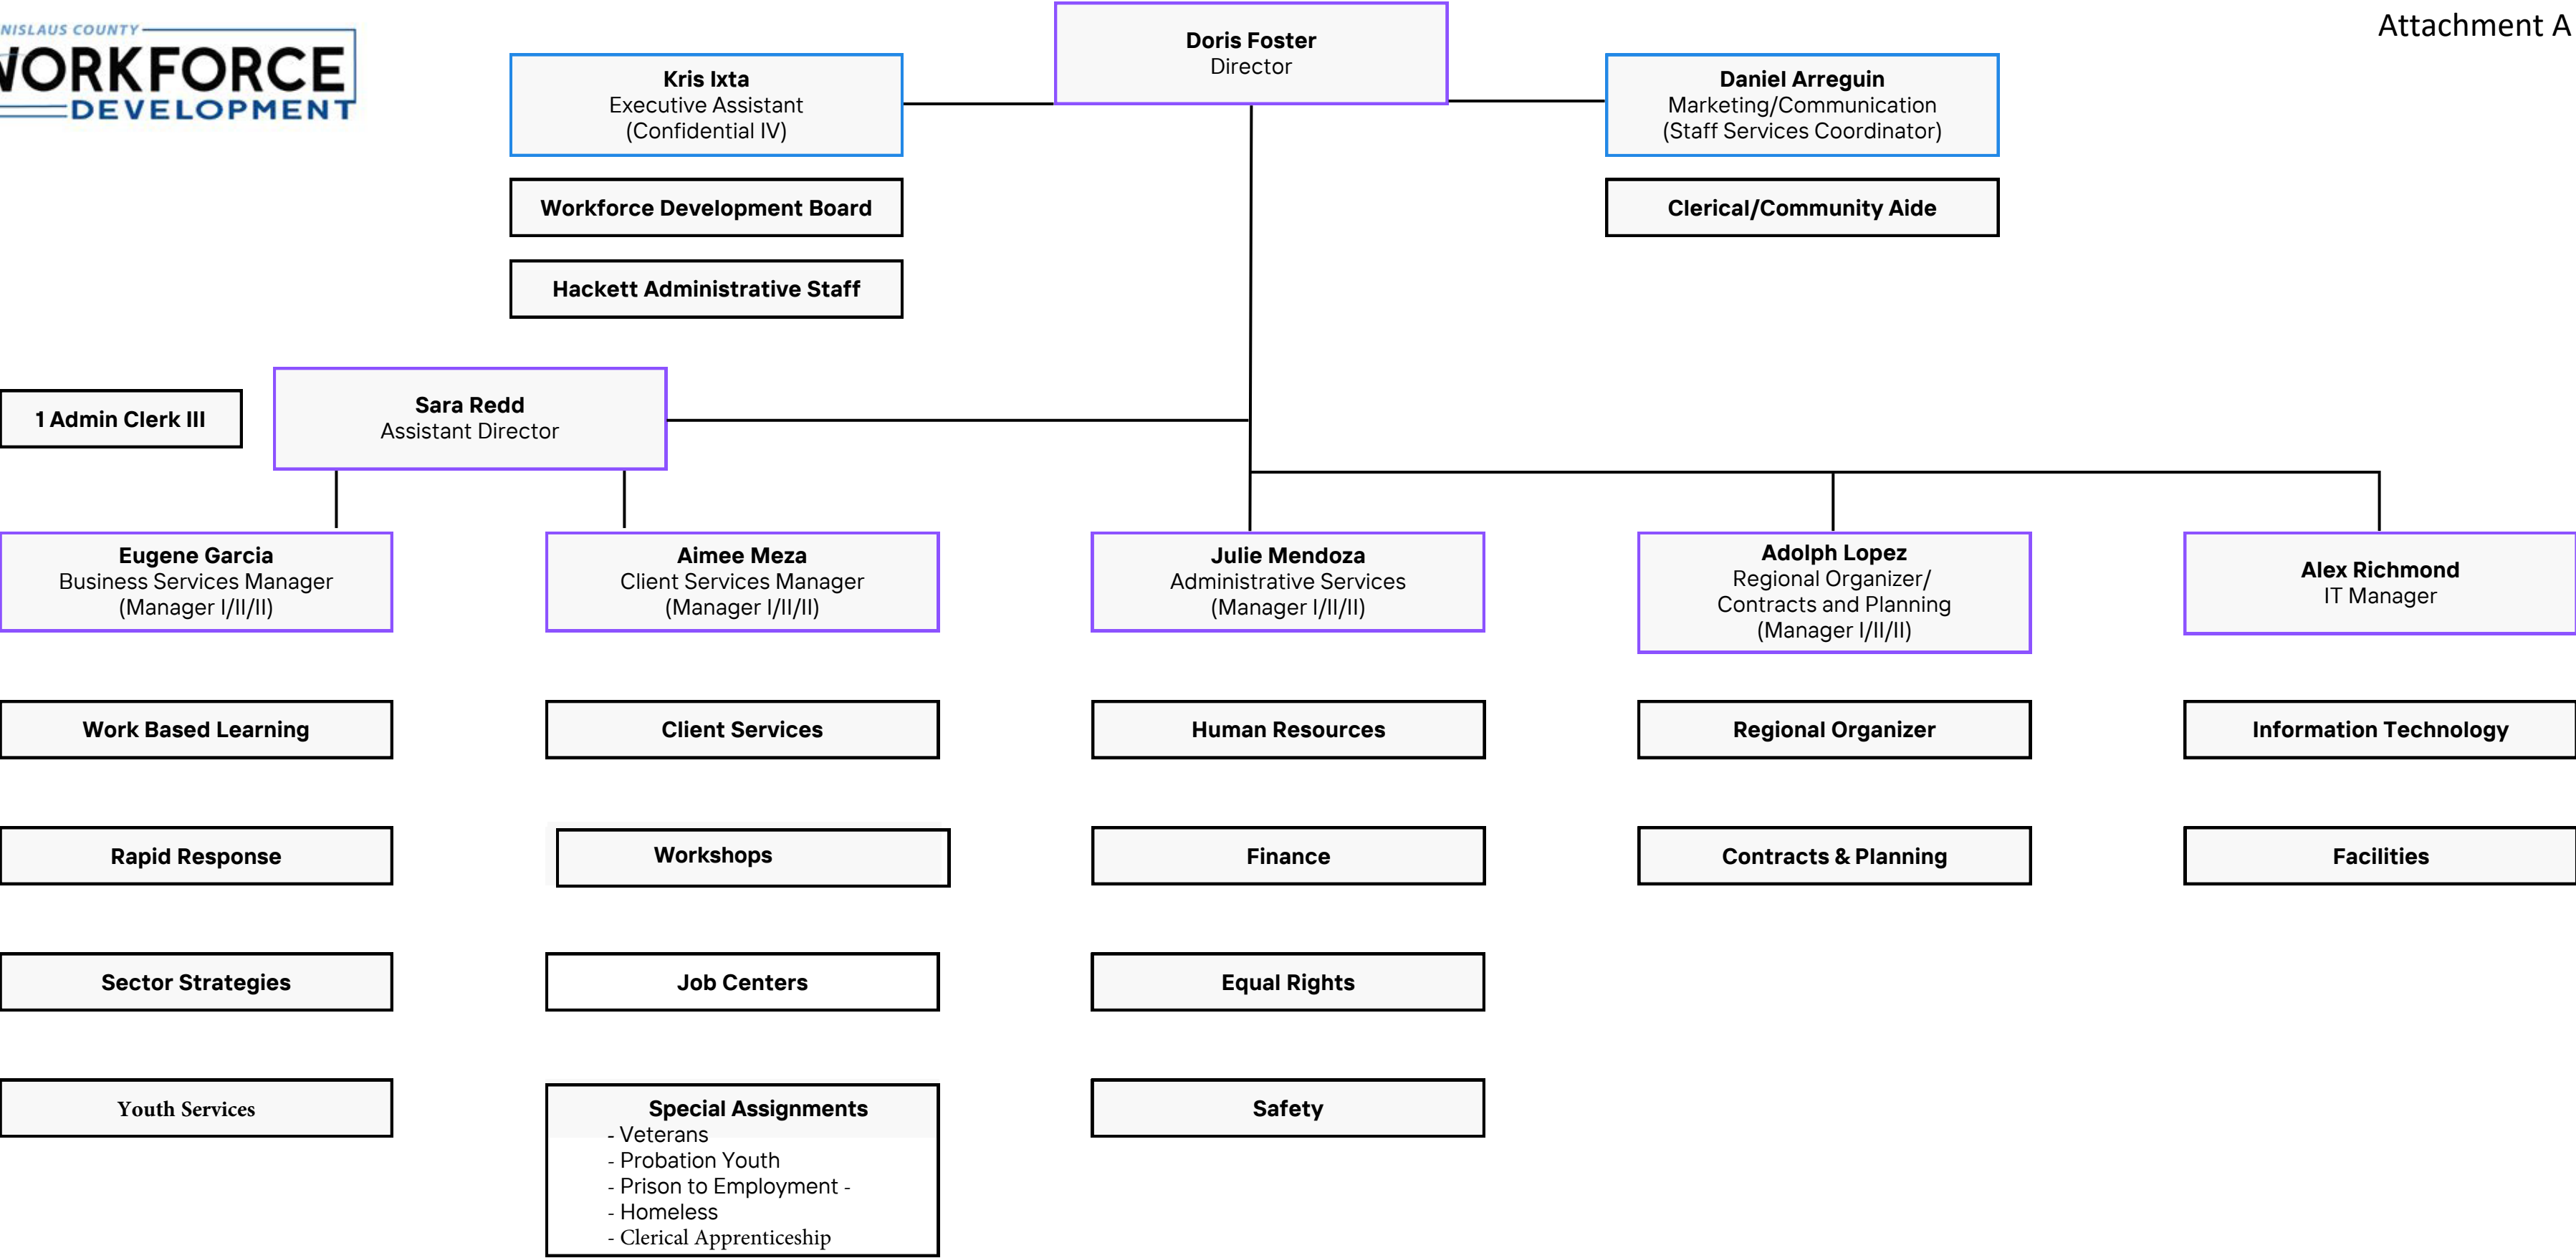 NISLAUS COUNTY
WORKFORCE
DEVELOPMENT
Attachment A
Doris Foster
Director
Kris Ixta
Executive Assistant
(Confidential IV)
Daniel Arreguin
Marketing/Communication
(Staff Services Coordinator)
Workforce Development Board
Clerical/Community Aide
Hackett Administrative Staff
1 Admin Clerk III
Sara Redd
Assistant Director
Eugene Garcia
Business Services Manager
(Manager I/II/II)
Aimee Meza
Client Services Manager
(Manager I/II/II)
Julie Mendoza
Administrative Services
(Manager I/II/II)
Adolph Lopez
Regional Organizer/
Contracts and Planning
(Manager I/II/II)
Alex Richmond
IT Manager
Work Based Learning
Client Services
Human Resources
Regional Organizer
Information Technology
Rapid Response
Workshops
Finance
Contracts & Planning
Facilities
Sector Strategies
Job Centers
Equal Rights
Youth Services
Special Assignments
- Veterans
- Probation Youth
- Prison to Employment -
- Homeless
- Clerical Apprenticeship
Safety